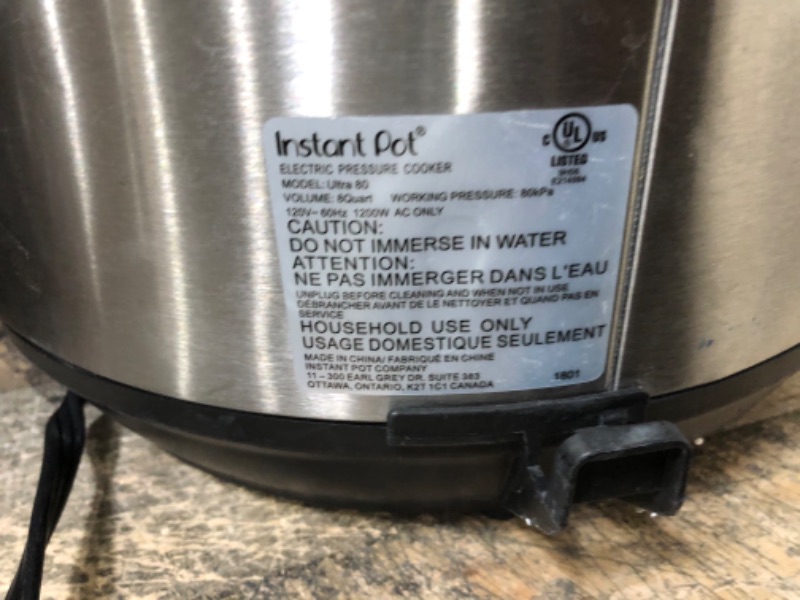 Instant Pot®
C UL US
LISTED
ELECTRIC PRESSURE COOKER
MODEL: Ultra 80
VOLUME: 8Quart WORKING PRESSURE: 80kPa
120V~ 60Hz 1200W AC ONLY
CAUTION:
DO NOT IMMERSE IN WATER
ATTENTION:
NE PAS IMMERGER DANS L'EAU
UNPLUG BEFORE CLEANING AND WHEN NOT IN USE
DÉBRANCHER AVANT DE LE NETTOYER ET QUAND PAS EN
SERVICE
HOUSEHOLD USE ONLY
USAGE DOMESTIQUE SEULEMENT
MADE IN CHINA/ FABRIQUÉ EN CHINE
INSTANT POT COMPANY
11 – 300 EARL GREY DR. SUITE 383
OTTAWA, ONTARIO, K2T 1C1 CANADA
1801